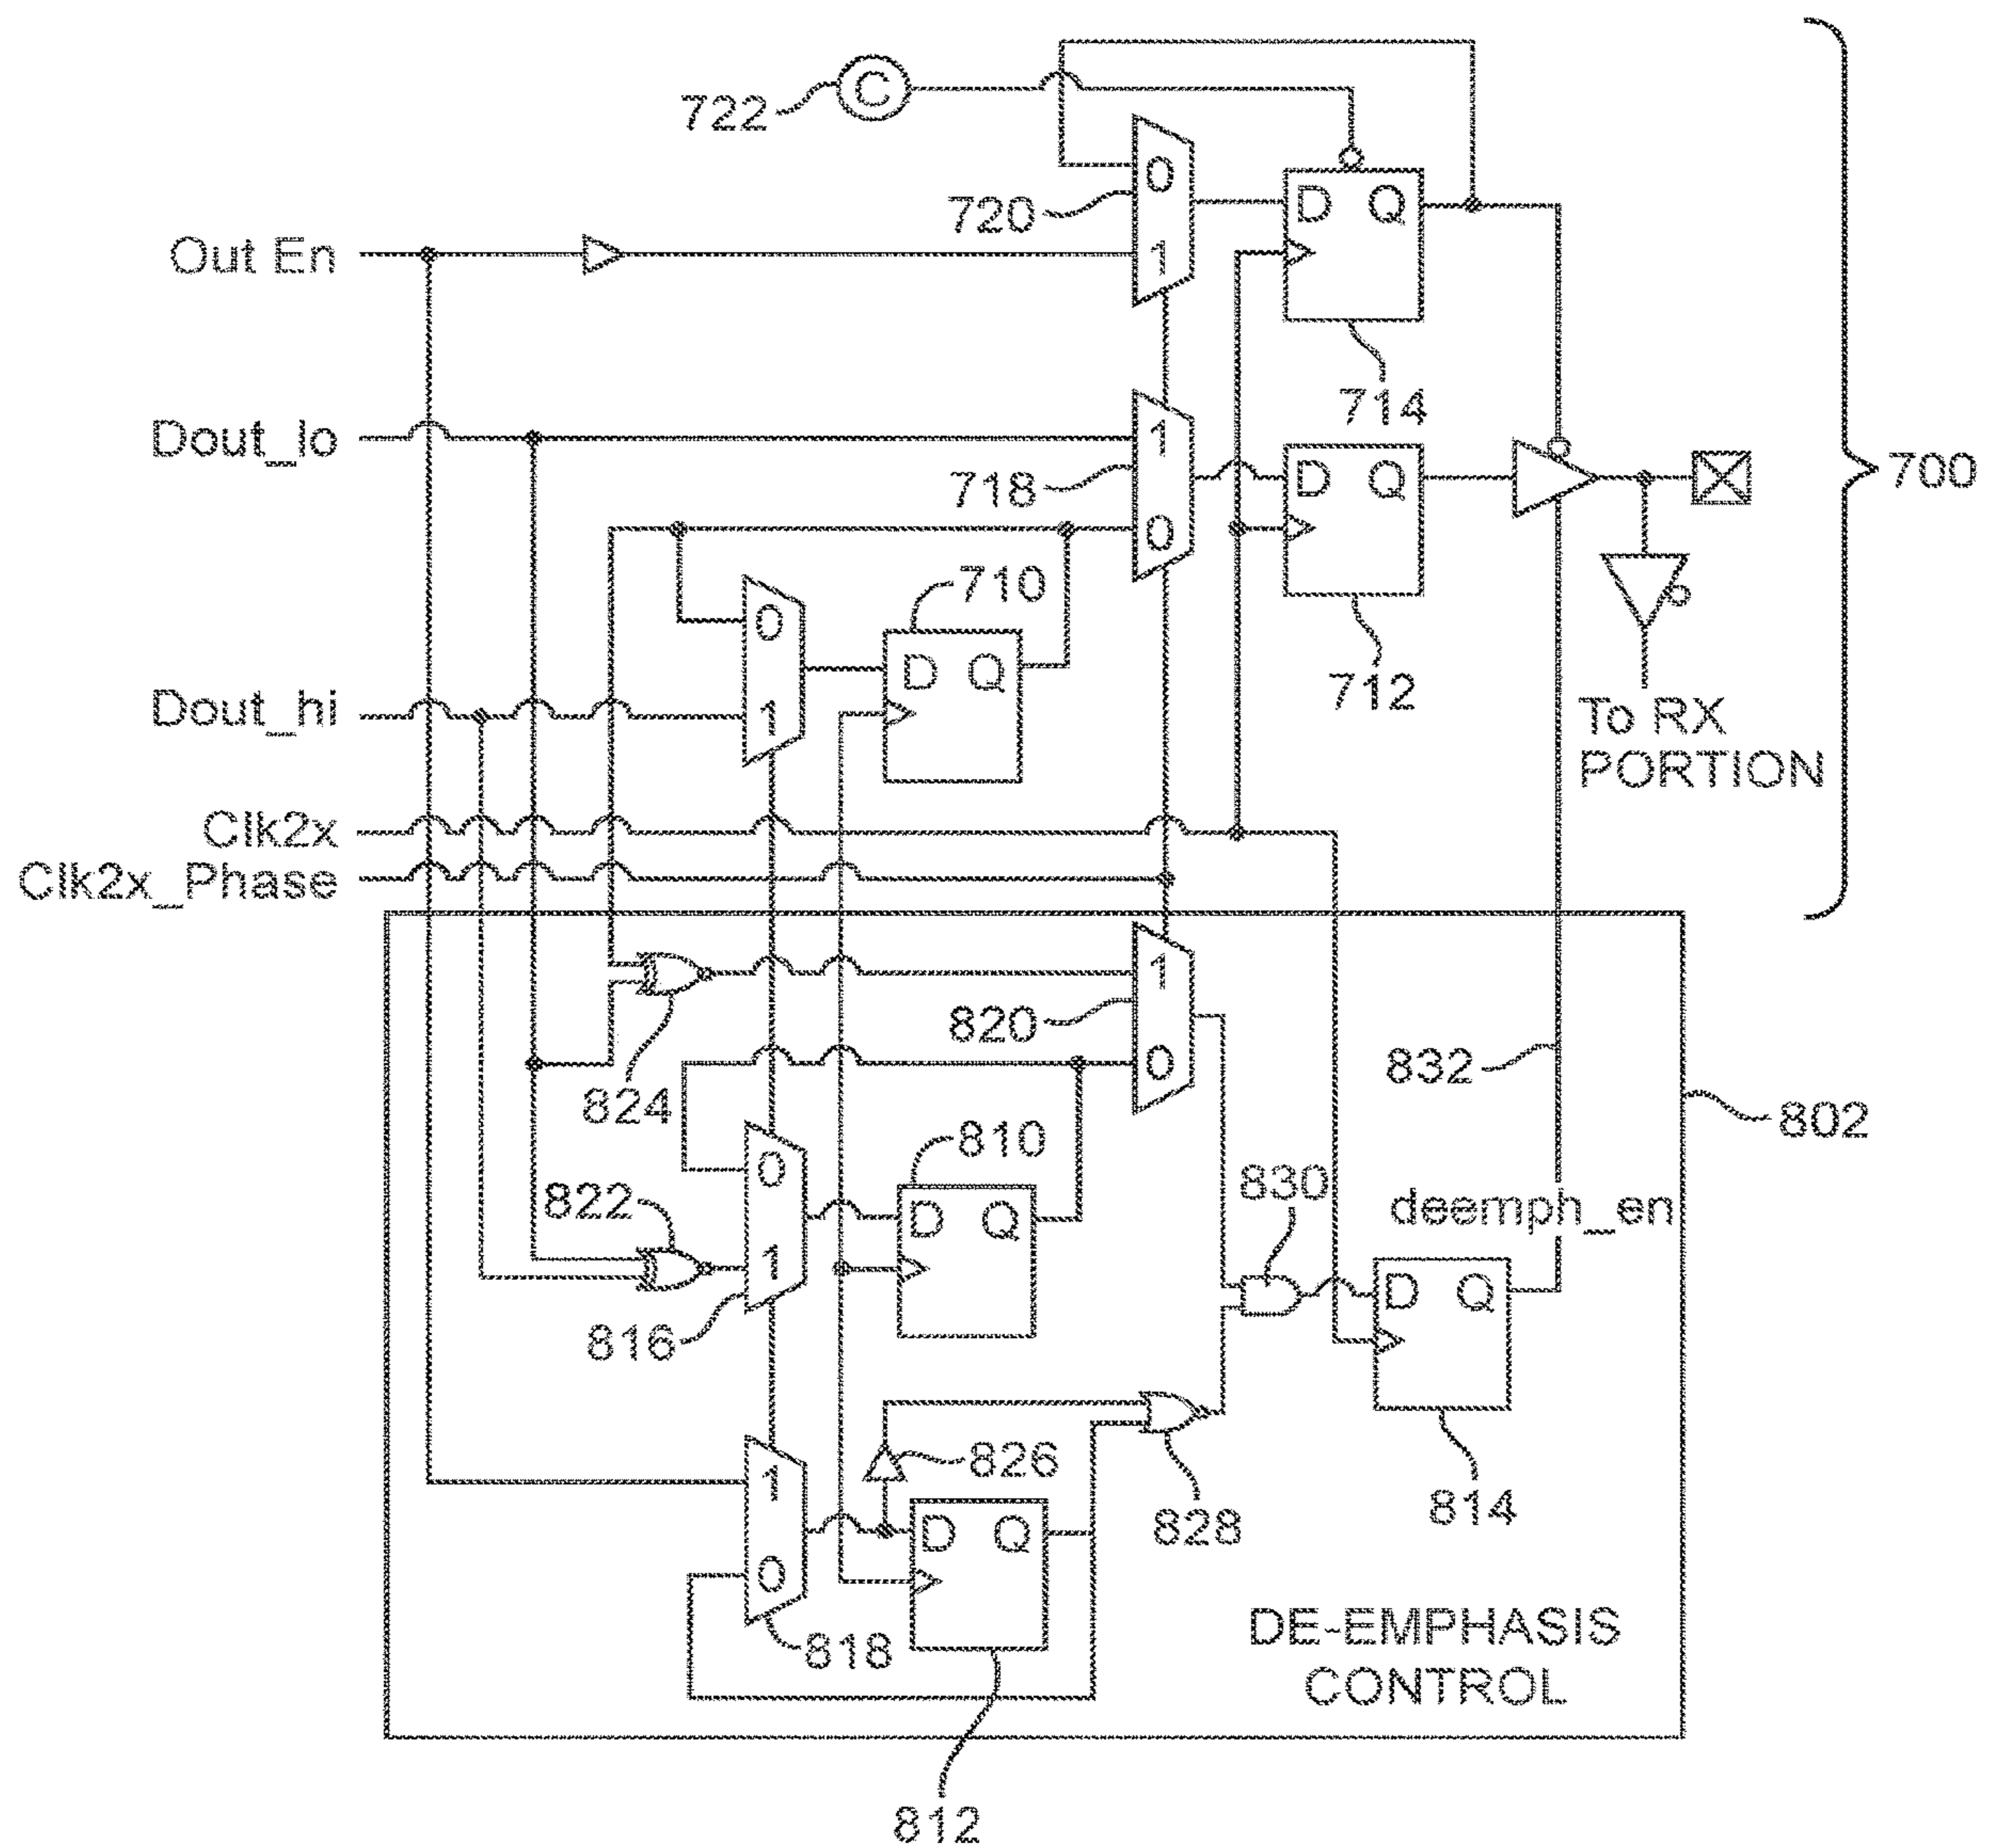 C
722
0
720
D Q
Out En
1
714
Dout_lo
1
718
D Q
700
0
710
0
D Q
712
Dout_hi
1
To RX
PORTION
Clk2x
Clk2x_Phase
1
820
824
0
832
802
810
0
830
822
D Q
deemph_en
1
D Q
816
826
1
828
814
D Q
0
818
DE-EMPHASIS
CONTROL
812